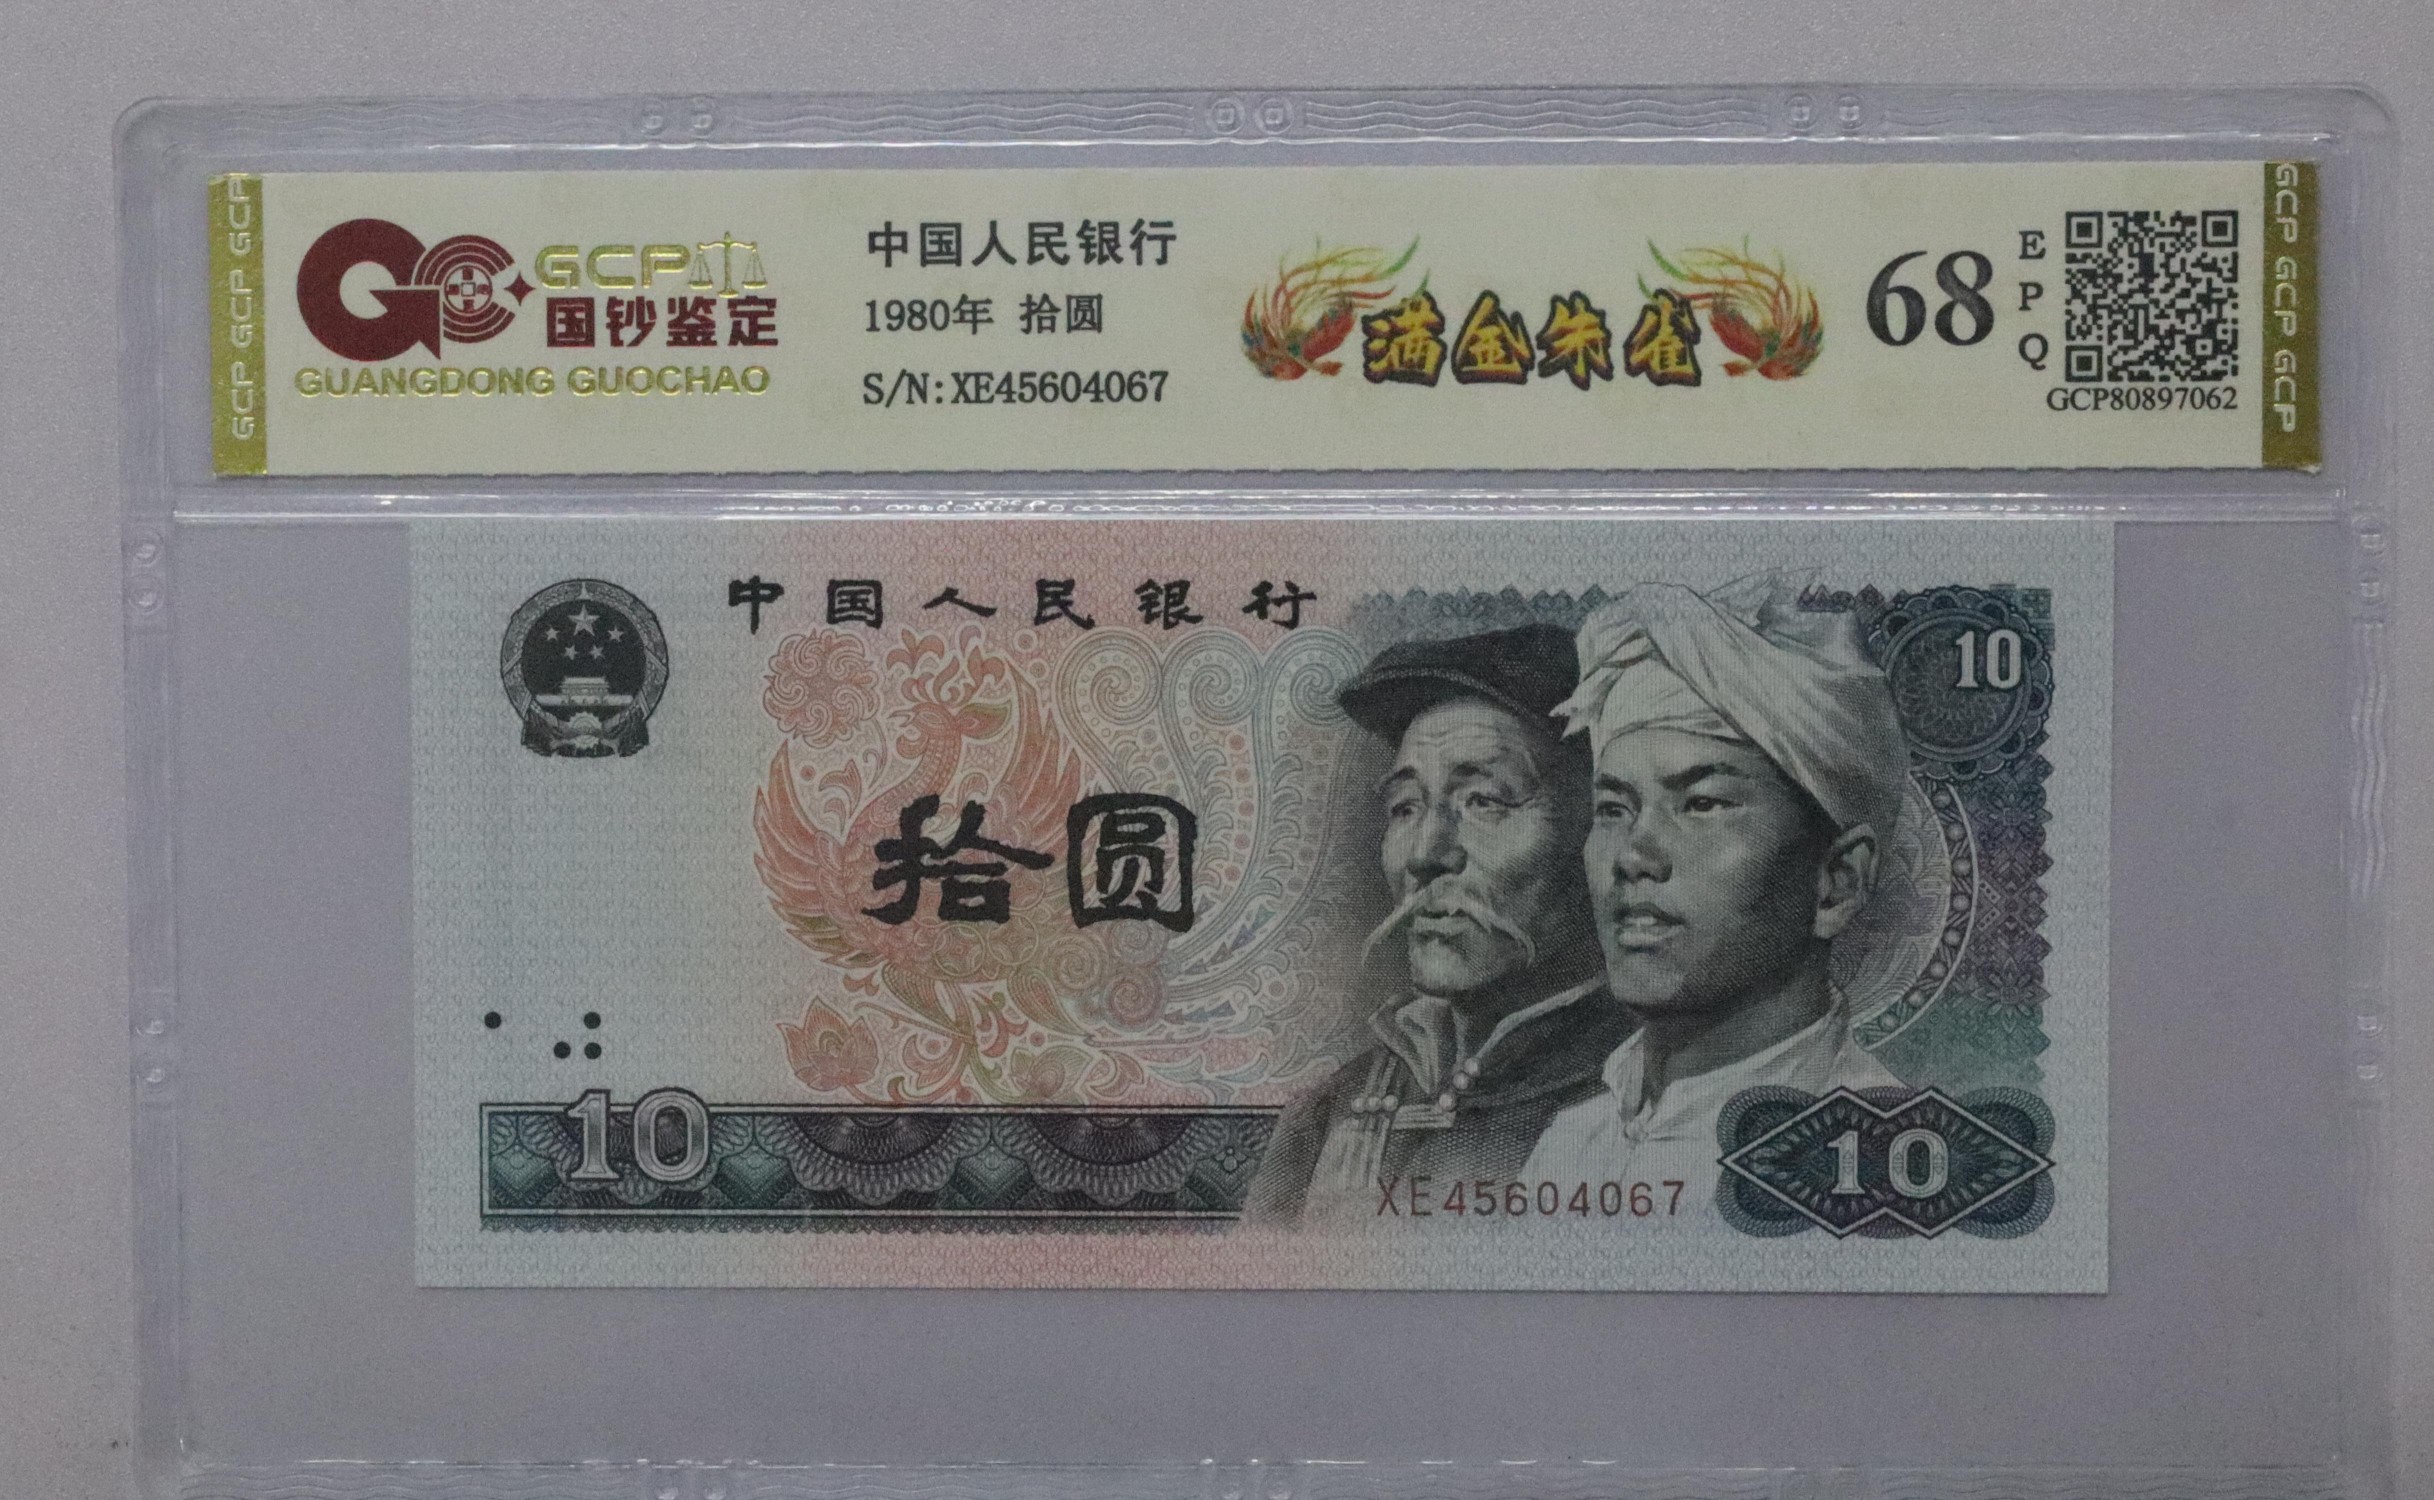 GCP
国钞鉴定
GUANGDONG GUOCHAO
中国人民银行
1980年 拾圆
S/N:XE45604067
满金朱雀
68
EPQ
GCP80897062
GCP GCP GCP
GCP GCP GCP
中国人民银行
10
拾圆
10
XE45604067
10